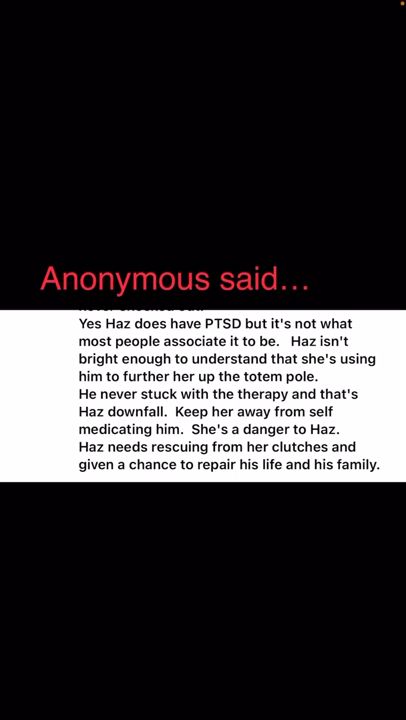 Anonymous said...
Yes Haz does have PTSD but it's not what
most people associate it to be. Haz isn't
bright enough to understand that she's using
him to further her up the totem pole.
He never stuck with the therapy and that's
Haz downfall. Keep her away from self
medicating him. She's a danger to Haz.
Haz needs rescuing from her clutches and
given a chance to repair his life and his family.